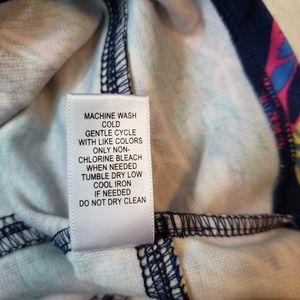 MACHINE WASH
COLD
GENTLE CYCLE
WITH LIKE COLORS
ONLY NON-
CHLORINE BLEACH
WHEN NEEDED
TUMBLE DRY LOW
COOL IRON
IF NEEDED
DO NOT DRY CLEAN